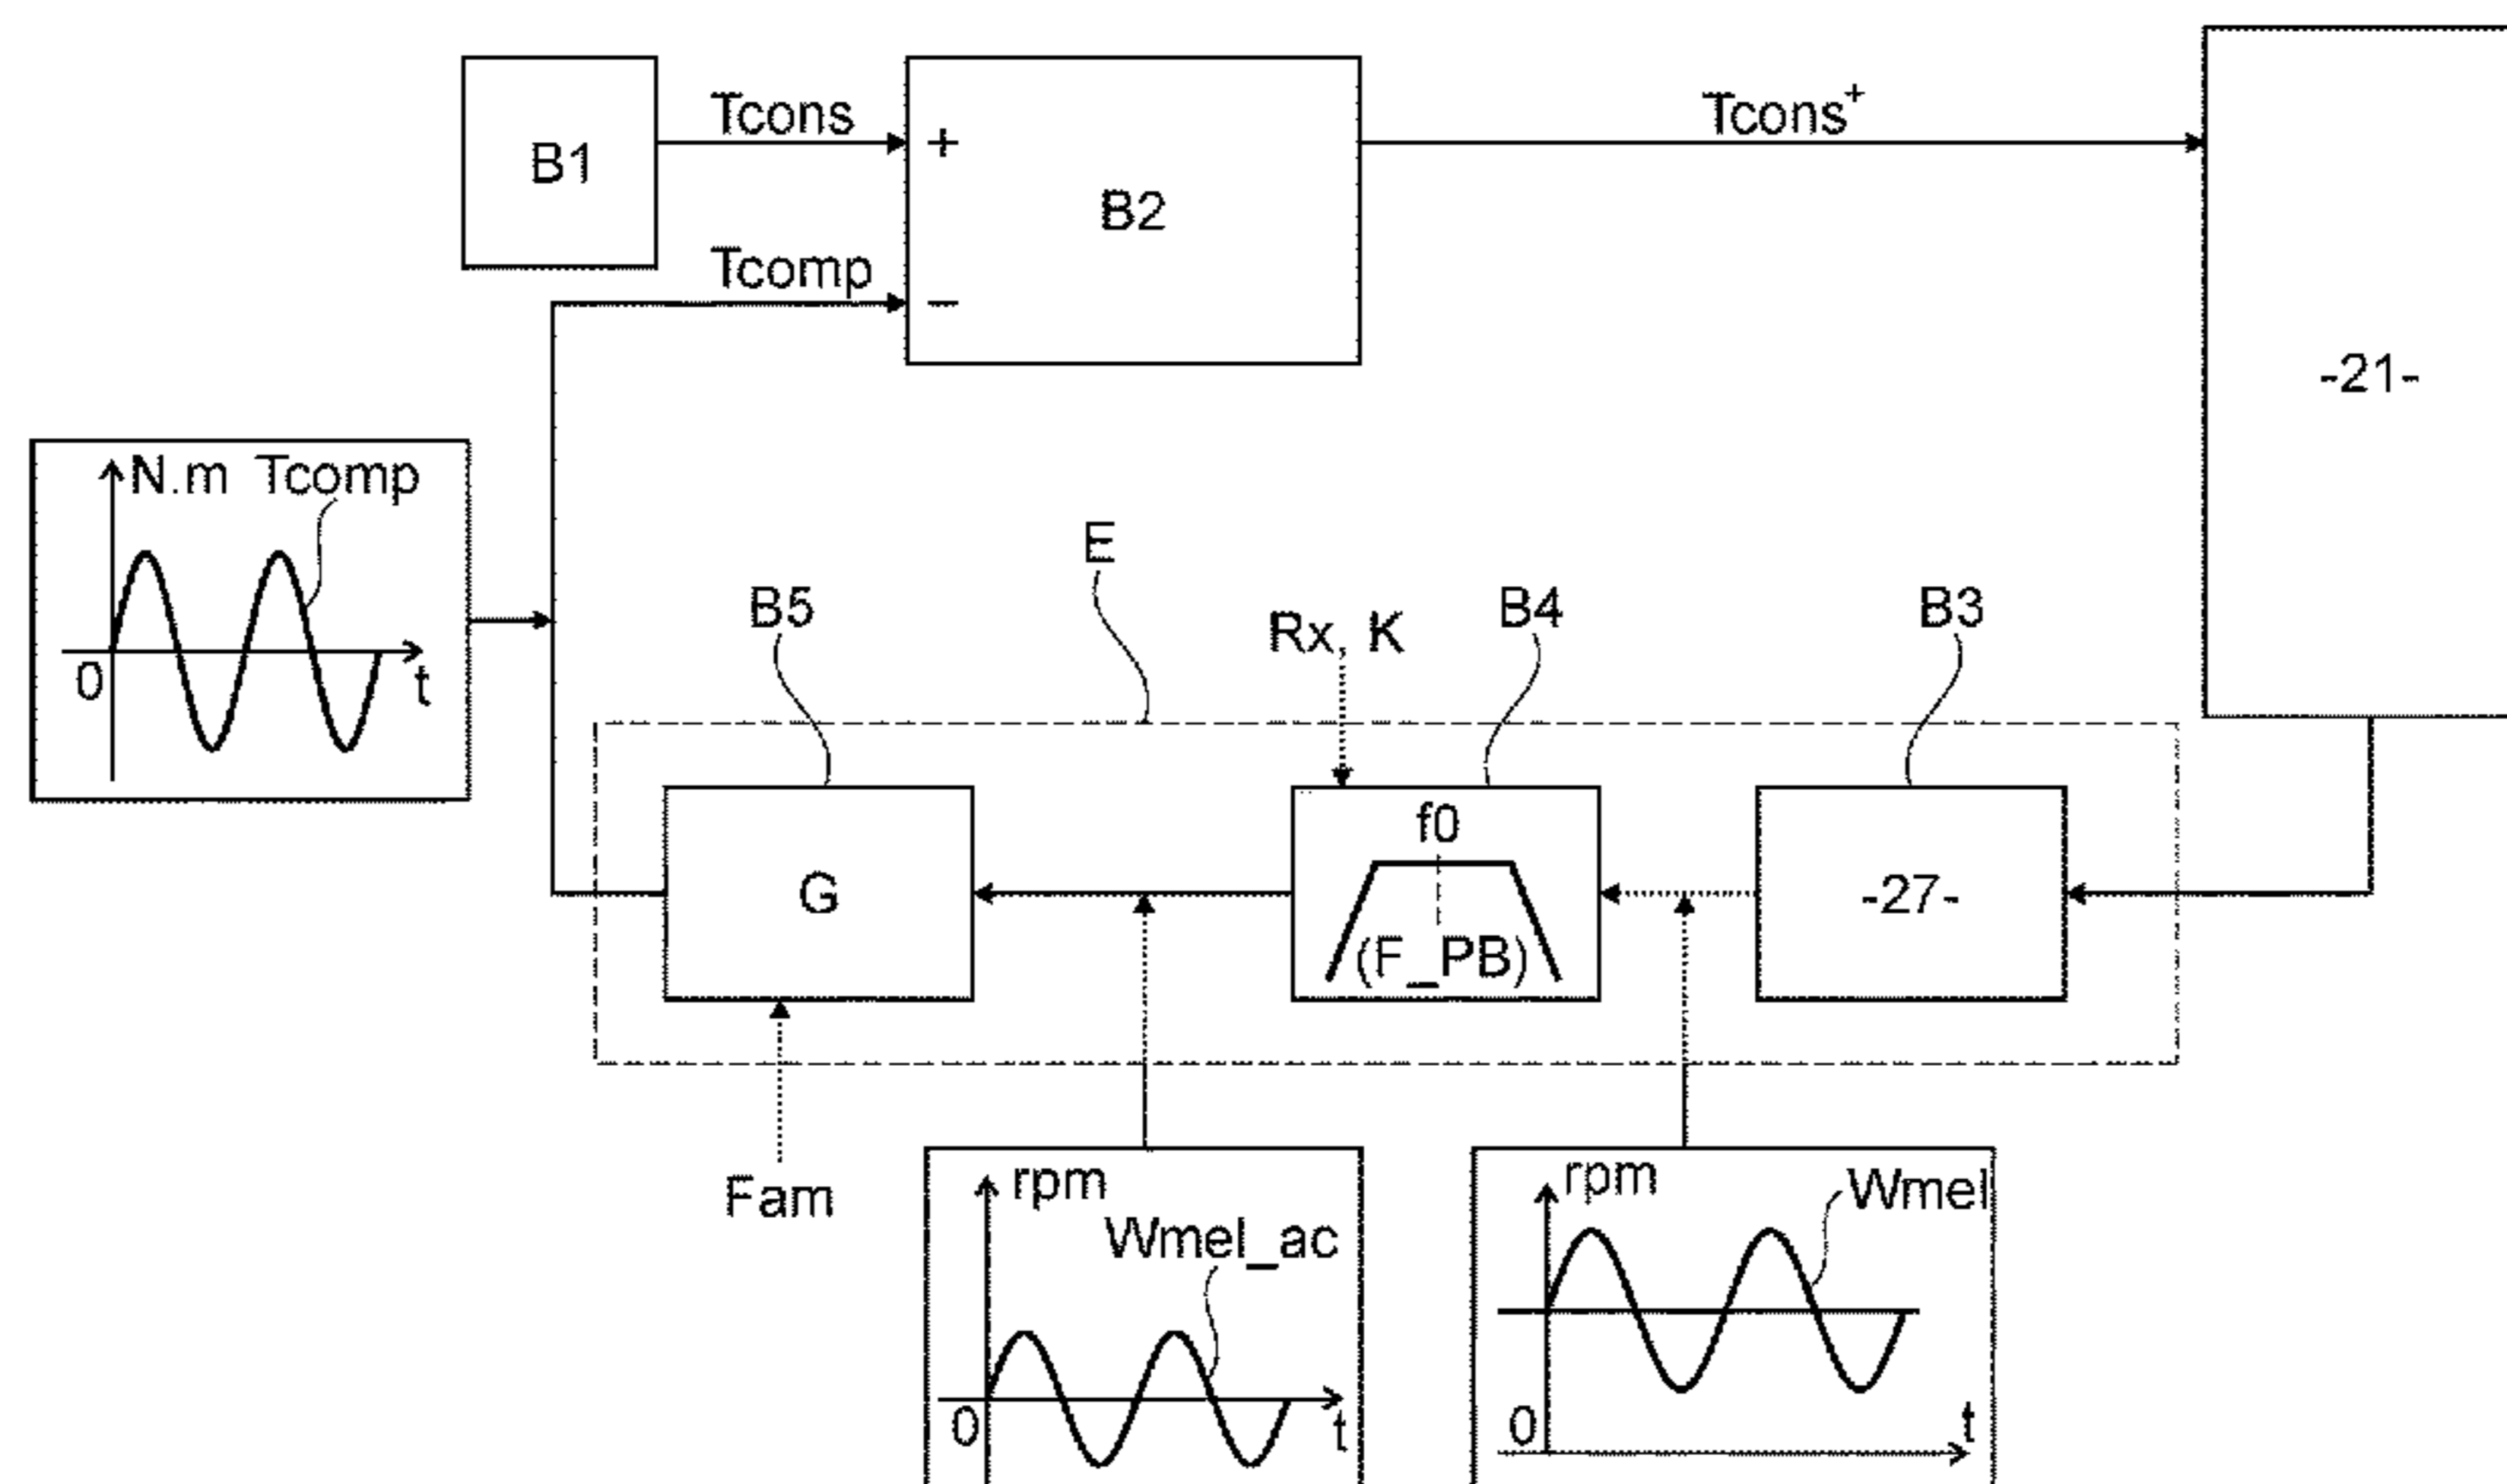 B1
Tcons
+
B2
Tcons+
Tcomp
−
-21-
N.m Tcomp
0
t
E
B5
Rx, K
B4
B3
G
f0
(F_PB)
-27-
Fam
rpm
Wmel_ac
0
t
rpm
Wmel
0
t